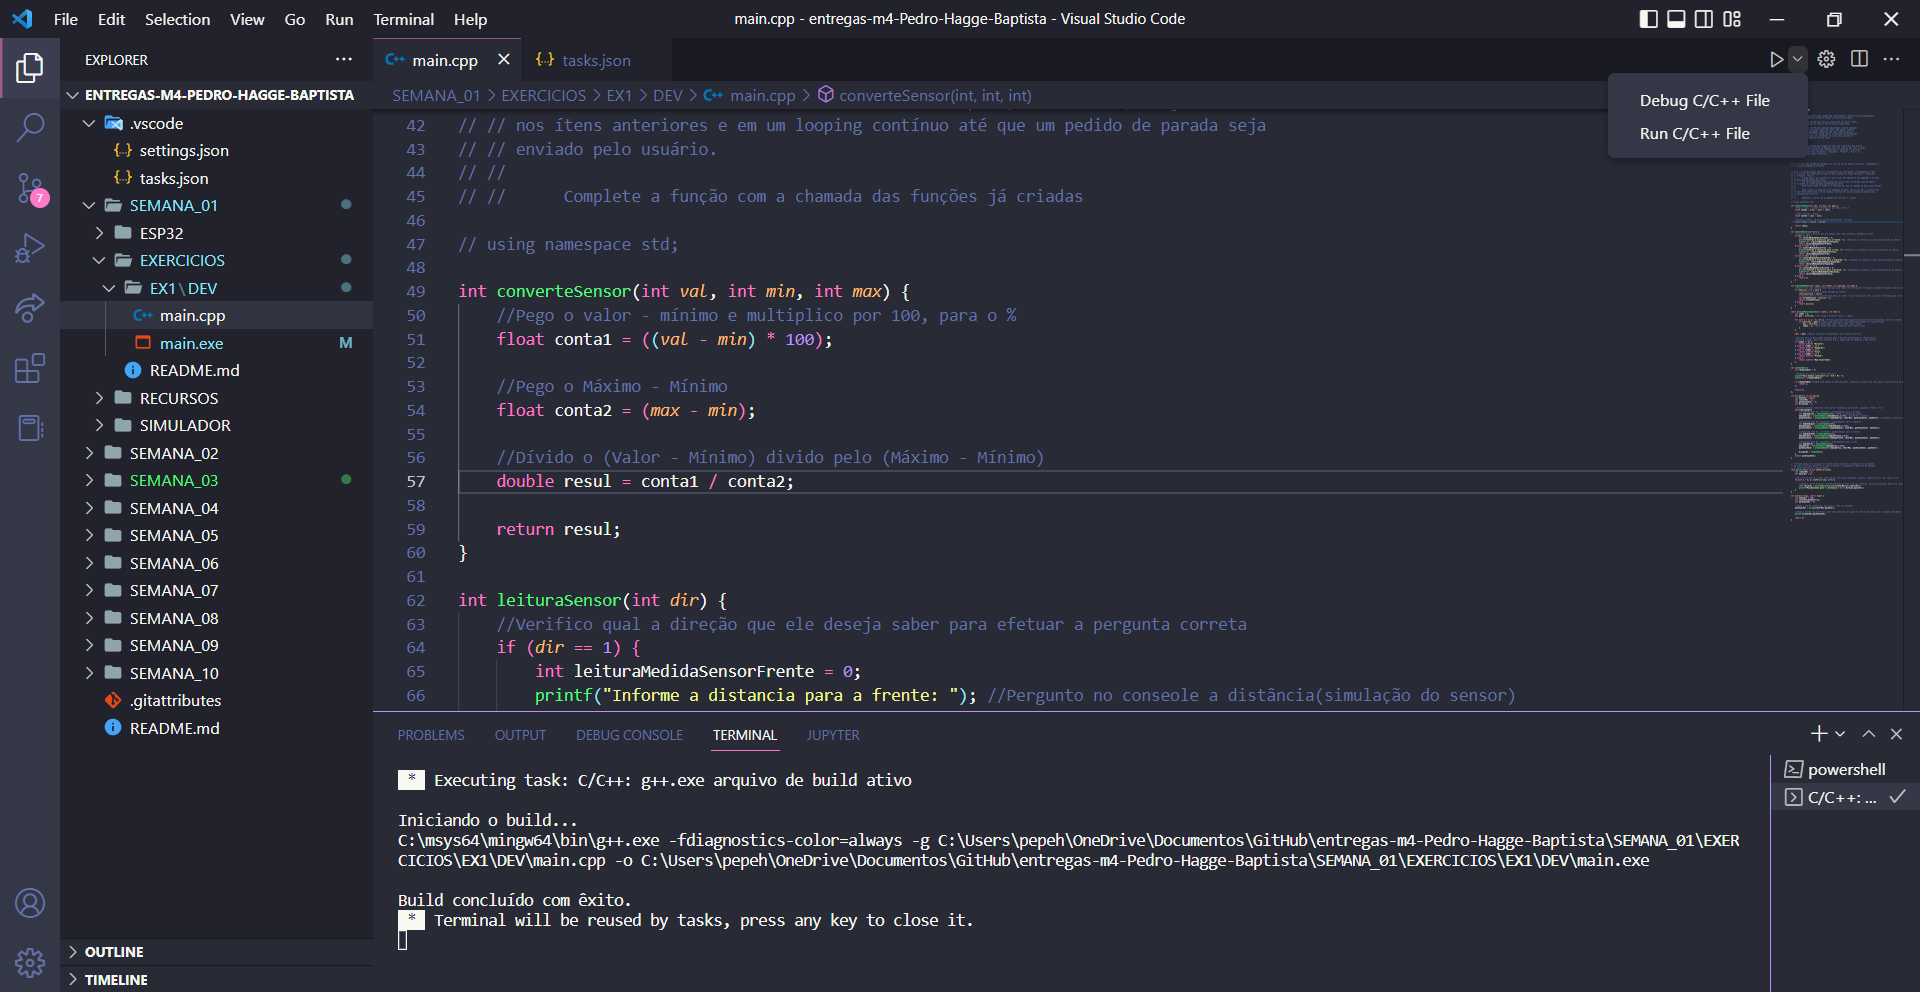 File Edit Selection View Go Run Terminal Help
main.cpp - entregas-m4-Pedro-Hagge-Baptista - Visual Studio Code
EXPLORER
ENTREGAS-M4-PEDRO-HAGGE-BAPTISTA
.vscode
settings.json
tasks.json
SEMANA_01
ESP32
EXERCICIOS
EX1\DEV
main.cpp
main.exe M
README.md
RECURSOS
SIMULADOR
SEMANA_02
SEMANA_03
SEMANA_04
SEMANA_05
SEMANA_06
SEMANA_07
SEMANA_08
SEMANA_09
SEMANA_10
.gitattributes
README.md
OUTLINE
TIMELINE
7
main.cpp tasks.json
SEMANA_01 > EXERCICIOS > EX1 > DEV > main.cpp > converteSensor(int, int, int)
Debug C/C++ File
Run C/C++ File
42 // // nos ítens anteriores e em um looping contínuo até que um pedido de parada seja
43 // // enviado pelo usuário.
44 // //
45 // // Complete a função com a chamada das funções já criadas
46
47 // using namespace std;
48
49 int converteSensor(int val, int min, int max) {
50 //Pego o valor - mínimo e multiplico por 100, para o %
51 float conta1 = ((val - min) * 100);
52
53 //Pego o Máximo - Mínimo
54 float conta2 = (max - min);
55
56 //Dívido o (Valor - Mínimo) divido pelo (Máximo - Mínimo)
57 double resul = conta1 / conta2;
58
59 return resul;
60 }
61
62 int leituraSensor(int dir) {
63 //Verifico qual a direção que ele deseja saber para efetuar a pergunta correta
64 if (dir == 1) {
65 int leituraMedidaSensorFrente = 0;
66 printf("Informe a distancia para a frente: "); //Pergunto no conseole a distância(simulação do sensor)
PROBLEMS OUTPUT DEBUG CONSOLE TERMINAL JUPYTER
* Executing task: C/C++: g++.exe arquivo de build ativo
Iniciando o build...
C:\msys64\mingw64\bin\g++.exe -fdiagnostics-color=always -g C:\Users\pepeh\OneDrive\Documentos\GitHub\entregas-m4-Pedro-Hagge-Baptista\SEMANA_01\EXER
CICIOS\EX1\DEV\main.cpp -o C:\Users\pepeh\OneDrive\Documentos\GitHub\entregas-m4-Pedro-Hagge-Baptista\SEMANA_01\EXERCICIOS\EX1\DEV\main.exe
Build concluído com êxito.
* Terminal will be reused by tasks, press any key to close it.
powershell
C/C++: ...